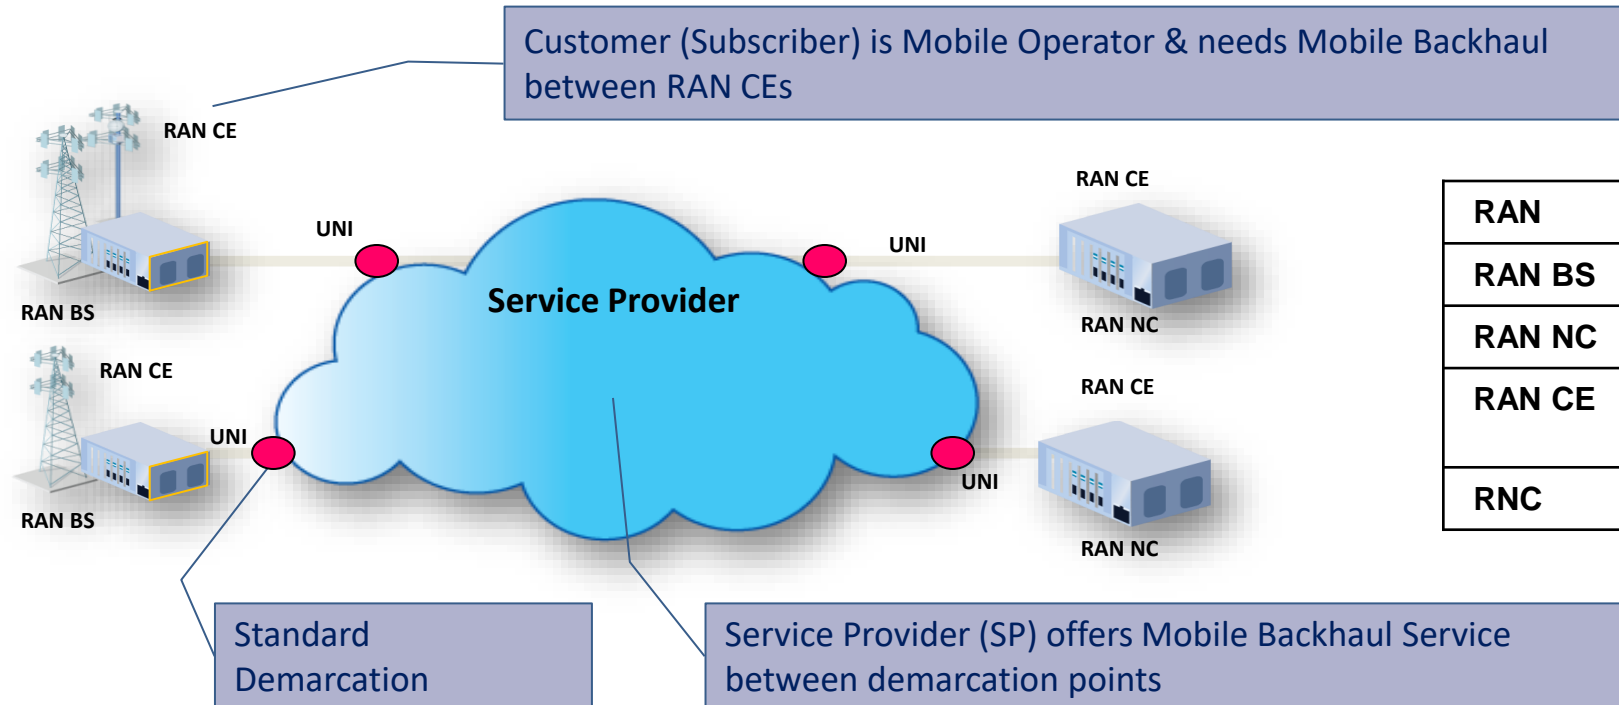 Customer (Subscriber) is Mobile Operator & needs Mobile Backhaul
between RAN CEs
RAN CE
UNI
RAN BS
RAN CE
UNI
RAN BS
Service Provider
UNI
RAN CE
RAN NC
RAN CE
UNI
RAN NC
RAN
RAN BS
RAN NC
RAN CE
RNC
Standard
Demarcation
Service Provider (SP) offers Mobile Backhaul Service
between demarcation points